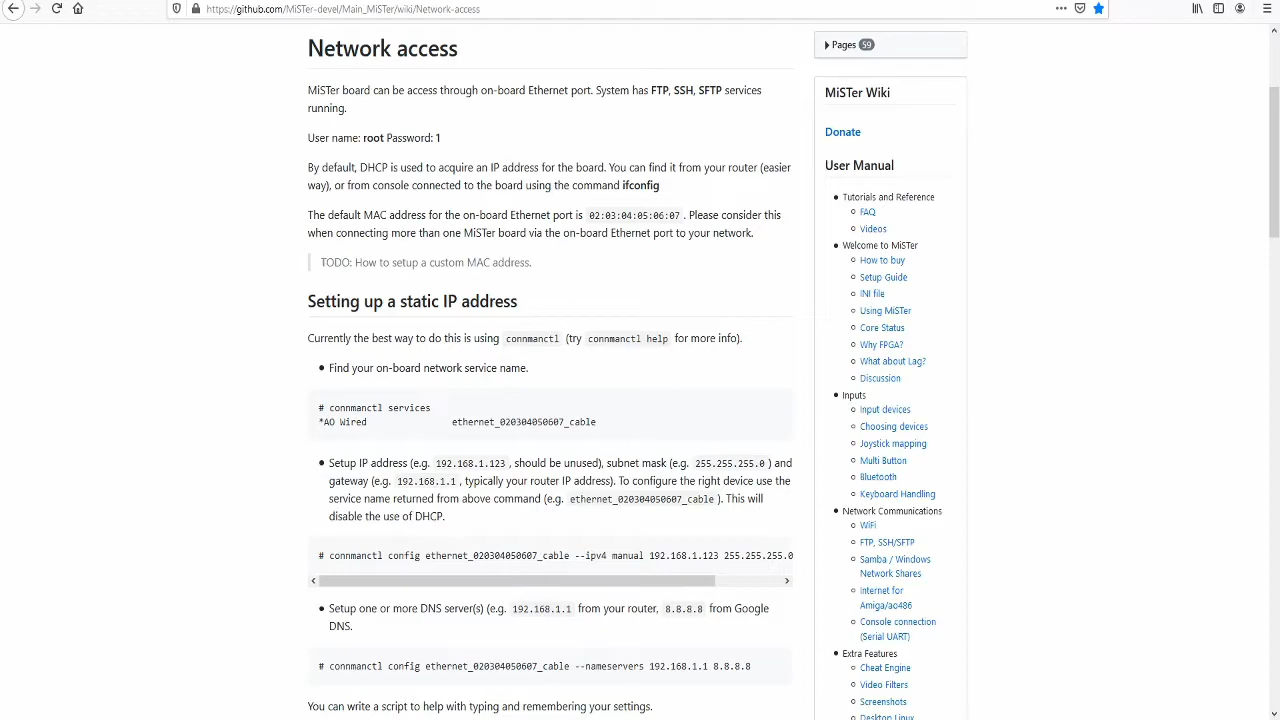 https://github.com/MiSTer-devel/Main_MiSTer/wiki/Network-access
Network access
MiSTer board can be access through on-board Ethernet port. System has FTP, SSH, SFTP services
running.
User name: root Password: 1
By default, DHCP is used to acquire an IP address for the board. You can find it from your router (easier
way), or from console connected to the board using the command ifconfig
The default MAC address for the on-board Ethernet port is 02:03:04:05:06:07. Please consider this
when connecting more than one MiSTer board via the on-board Ethernet port to your network.
TODO: How to setup a custom MAC address.
Setting up a static IP address
Currently the best way to do this is using connmanctl (try connmanctl help for more info).
• Find your on-board network service name.
# connmanctl services
*AO Wired ethernet_020304050607_cable
• Setup IP address (e.g. 192.168.1.123, should be unused), subnet mask (e.g. 255.255.255.0) and
gateway (e.g. 192.168.1.1, typically your router IP address). To configure the right device use the
service name returned from above command (e.g. ethernet_020304050607_cable). This will
disable the use of DHCP.
# connmanctl config ethernet_020304050607_cable --ipv4 manual 192.168.1.123 255.255.255.0
• Setup one or more DNS server(s) (e.g. 192.168.1.1 from your router, 8.8.8.8 from Google
DNS.
# connmanctl config ethernet_020304050607_cable --nameservers 192.168.1.1 8.8.8.8
You can write a script to help with typing and remembering your settings.
Pages 59
MiSTer Wiki
Donate
User Manual
• Tutorials and Reference
FAQ
Videos
• Welcome to MiSTer
How to buy
Setup Guide
INI file
Using MiSTer
Core Status
Why FPGA?
What about Lag?
Discussion
• Inputs
Input devices
Choosing devices
Joystick mapping
Multi Button
Bluetooth
Keyboard Handling
• Network Communications
WiFi
FTP, SSH/SFTP
Samba / Windows
Network Shares
Internet for
Amiga/ao486
Console connection
(Serial UART)
• Extra Features
Cheat Engine
Video Filters
Screenshots
Desktop Linux